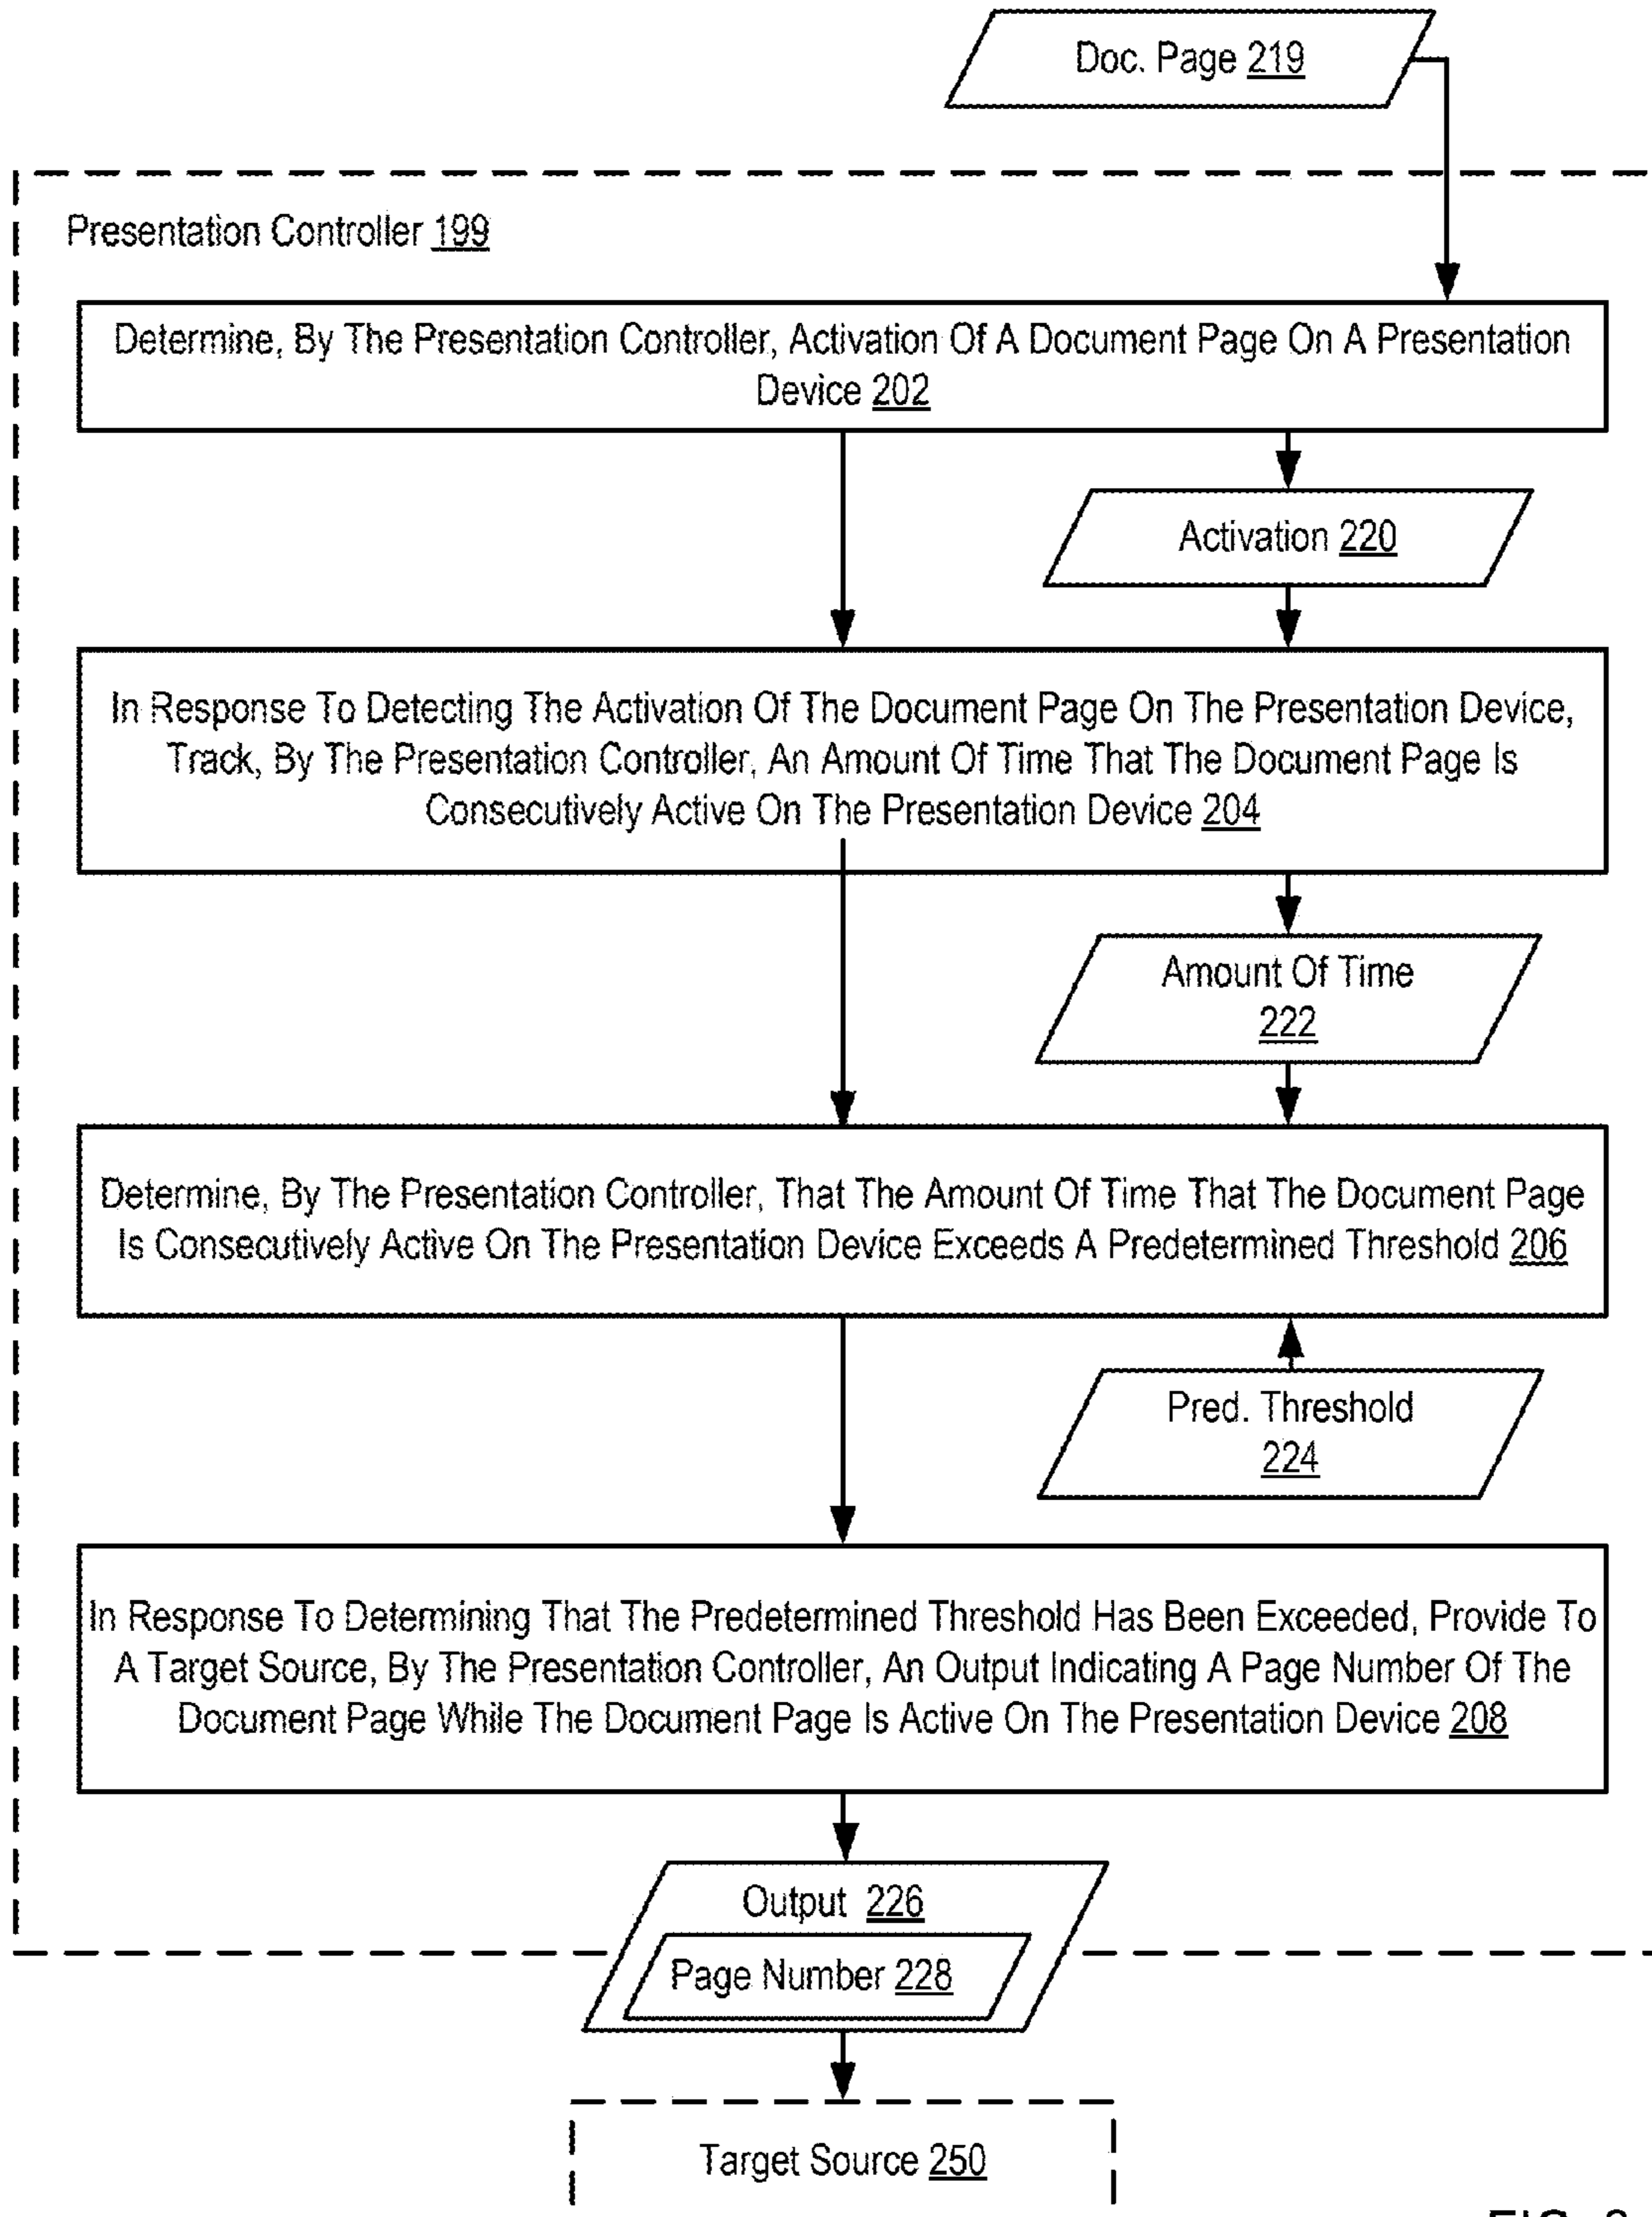 Doc. Page 219
Presentation Controller 199
Determine, By The Presentation Controller, Activation Of A Document Page On A Presentation
Device 202
Activation 220
In Response To Detecting The Activation Of The Document Page On The Presentation Device,
Track, By The Presentation Controller, An Amount Of Time That The Document Page Is
Consecutively Active On The Presentation Device 204
Amount Of Time
222
Determine, By The Presentation Controller, That The Amount Of Time That The Document Page
Is Consecutively Active On The Presentation Device Exceeds A Predetermined Threshold 206
Pred. Threshold
224
In Response To Determining That The Predetermined Threshold Has Been Exceeded, Provide To
A Target Source, By The Presentation Controller, An Output Indicating A Page Number Of The
Document Page While The Document Page Is Active On The Presentation Device 208
Output 226
Page Number 228
Target Source 250